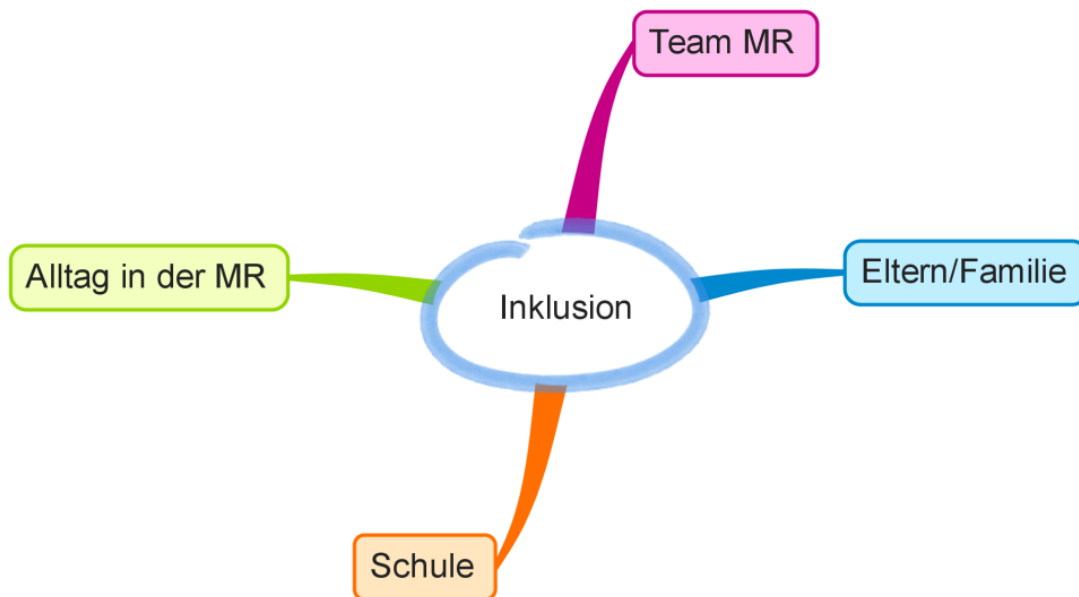 Team MR
Alltag in der MR
Eltern/Familie
Inklusion
Schule